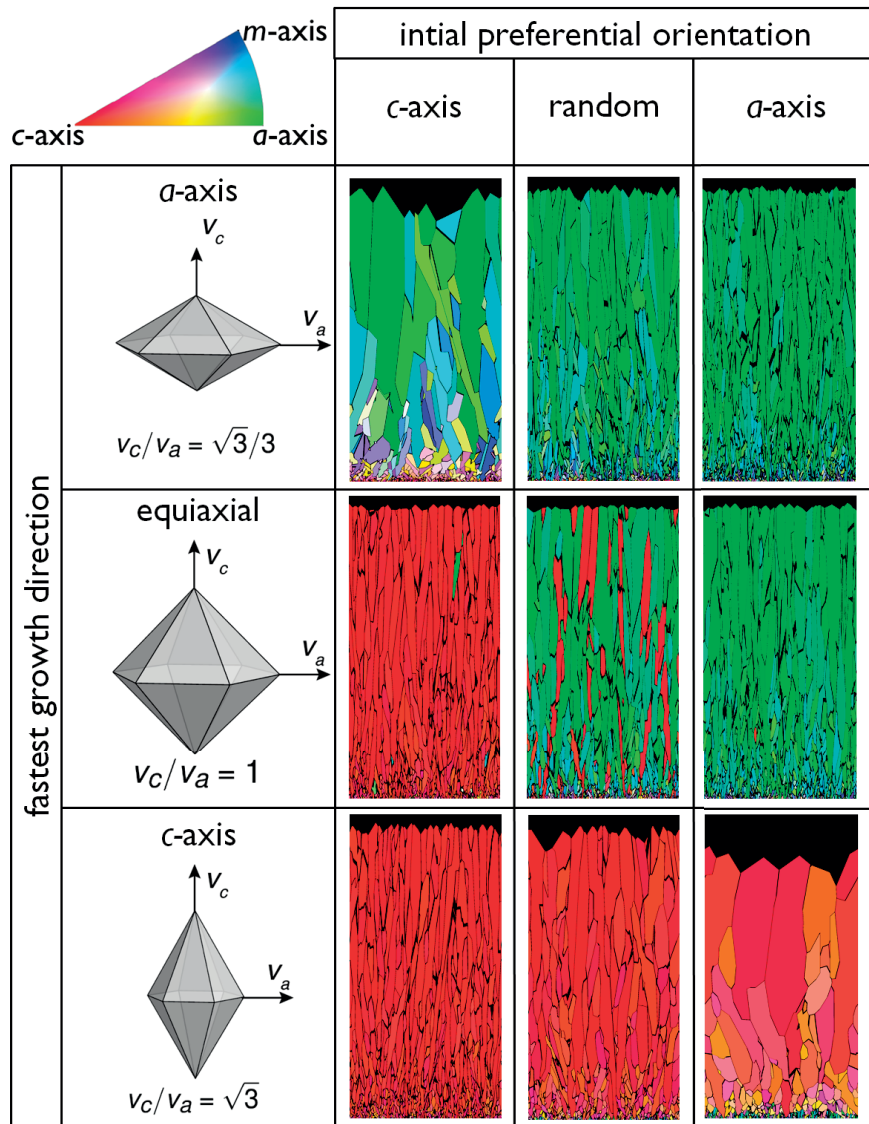 m-axis
c-axis
a-axis
intial preferential orientation
c-axis
random
a-axis
fastest growth direction
a-axis
v_c
v_a
v_c/v_a = √3/3
equiaxial
v_c
v_a
v_c/v_a = 1
c-axis
v_c
v_a
v_c/v_a = √3